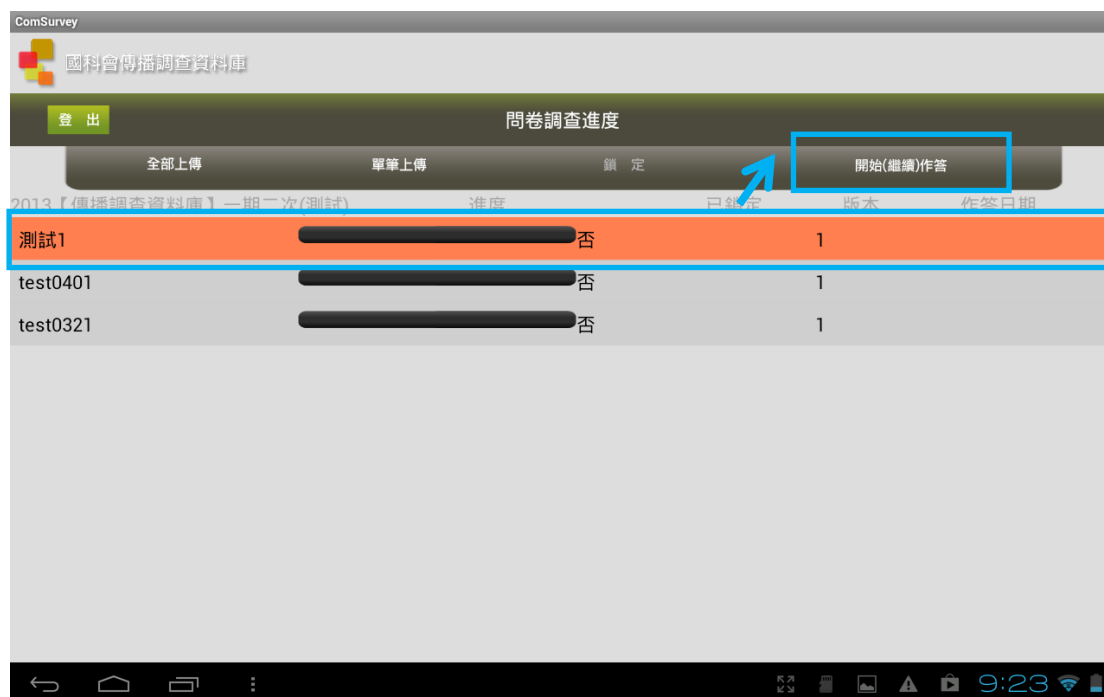 ComSurvey
國科會傳播調查資料庫
登 出
問卷調查進度
全部上傳 單筆上傳 鎖 定 開始(繼續)作答
2013【傳播調查資料庫】一期二次(測試) 進度 已鎖定 版本 作答日期
測試1 否 1
test0401 否 1
test0321 否 1
9:23